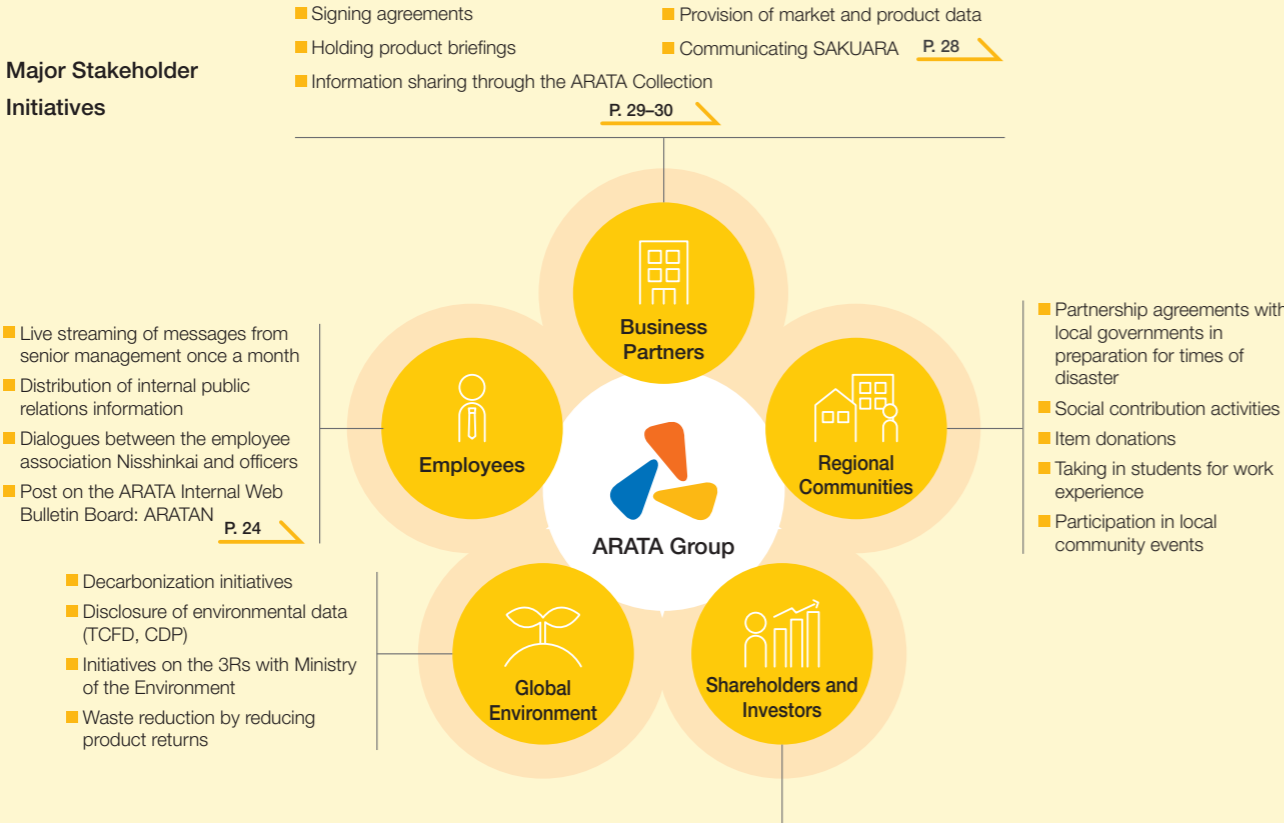 Major Stakeholder
Initiatives
Signing agreements
Holding product briefings
Information sharing through the ARATA Collection
P. 29–30
Provision of market and product data
Communicating SAKUARA P. 28
Business
Partners
Live streaming of messages from
senior management once a month
Distribution of internal public
relations information
Dialogues between the employee
association Nisshinkai and officers
Post on the ARATA Internal Web
Bulletin Board: ARATAN
P. 24
Employees
Regional
Communities
Partnership agreements with
local governments in
preparation for times of
disaster
Social contribution activities
Item donations
Taking in students for work
experience
Participation in local
community events
ARATA Group
Decarbonization initiatives
Disclosure of environmental data
(TCFD, CDP)
Initiatives on the 3Rs with Ministry
of the Environment
Waste reduction by reducing
product returns
Global
Environment
Shareholders and
Investors